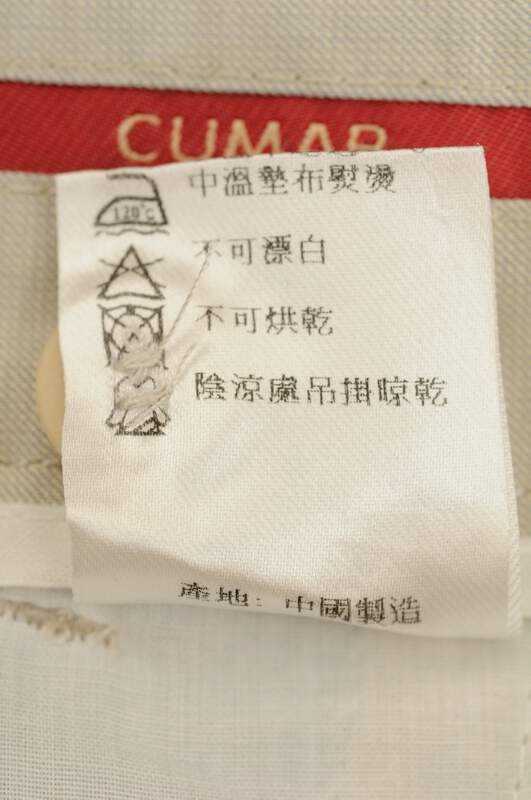 CUMAR
中溫墊布熨燙
120°C
不可漂白
不可烘乾
陰涼處吊掛晾乾
產地: 中國製造